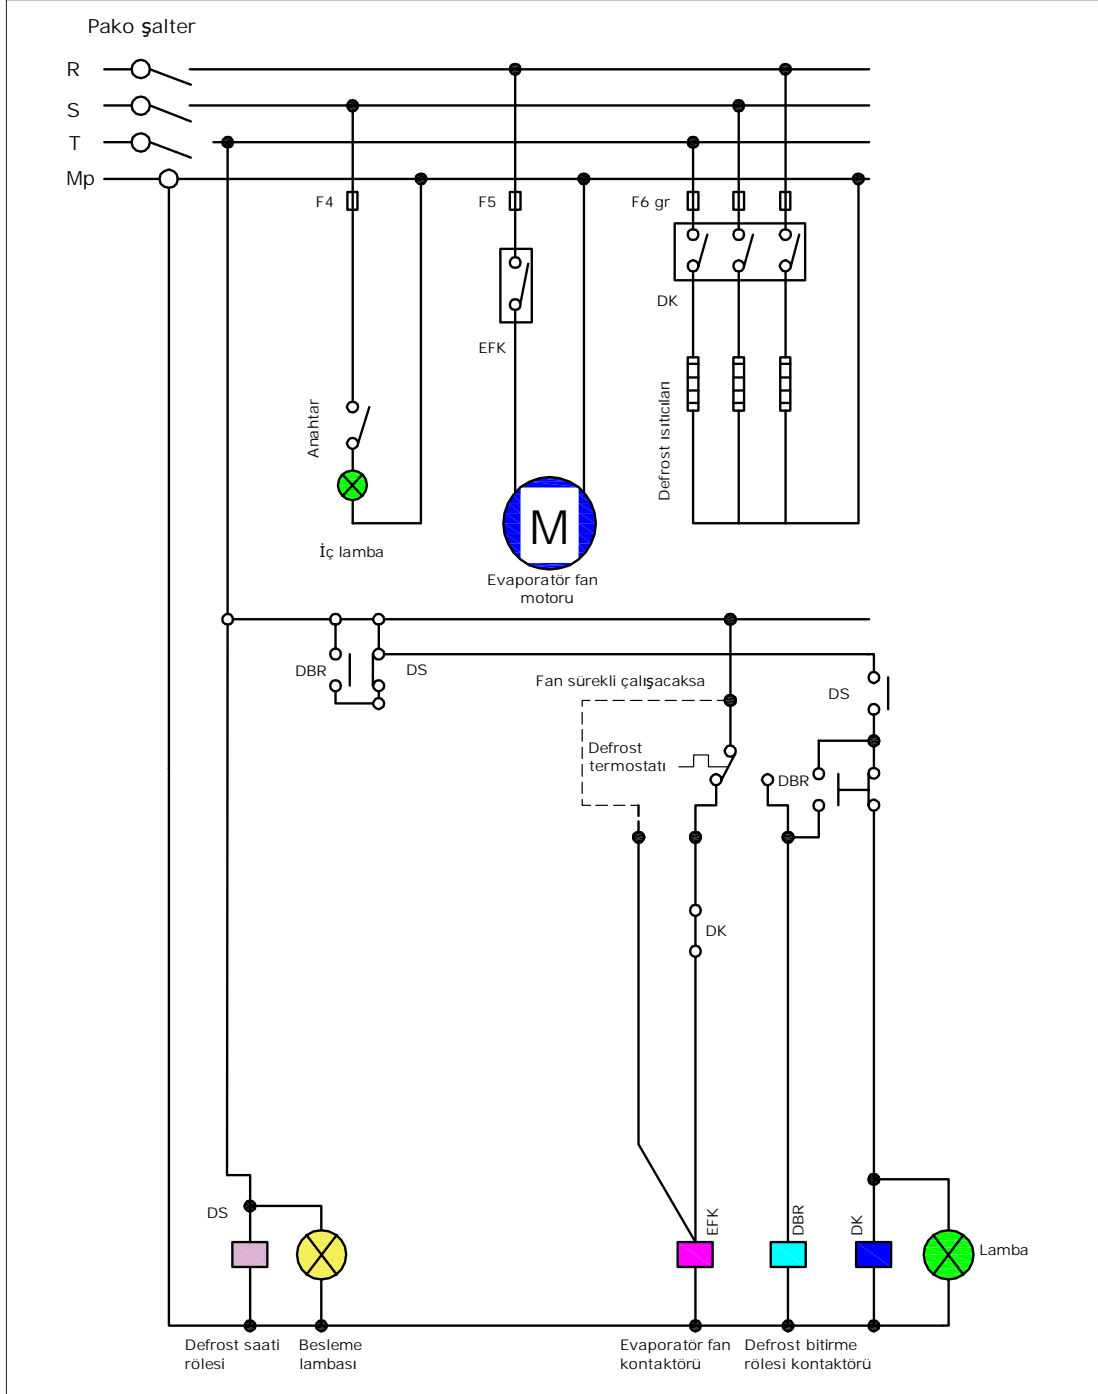 Pako şalter
R
S
T
Mp
F4
F5
F6 gr
DK
EFK
Anahtar
Defrost ısıtıcıları
M
İç lamba
Evaporatör fan
motoru
DBR
DS
Fan sürekli çalışacaksa
DS
Defrost
termostatı
DBR
DK
DS
EFK
DBR
DK
Lamba
Defrost saati
rölesi
Besleme
lambası
Evaporatör fan
kontaktörü
Defrost bitirme
rölesi kontaktörü